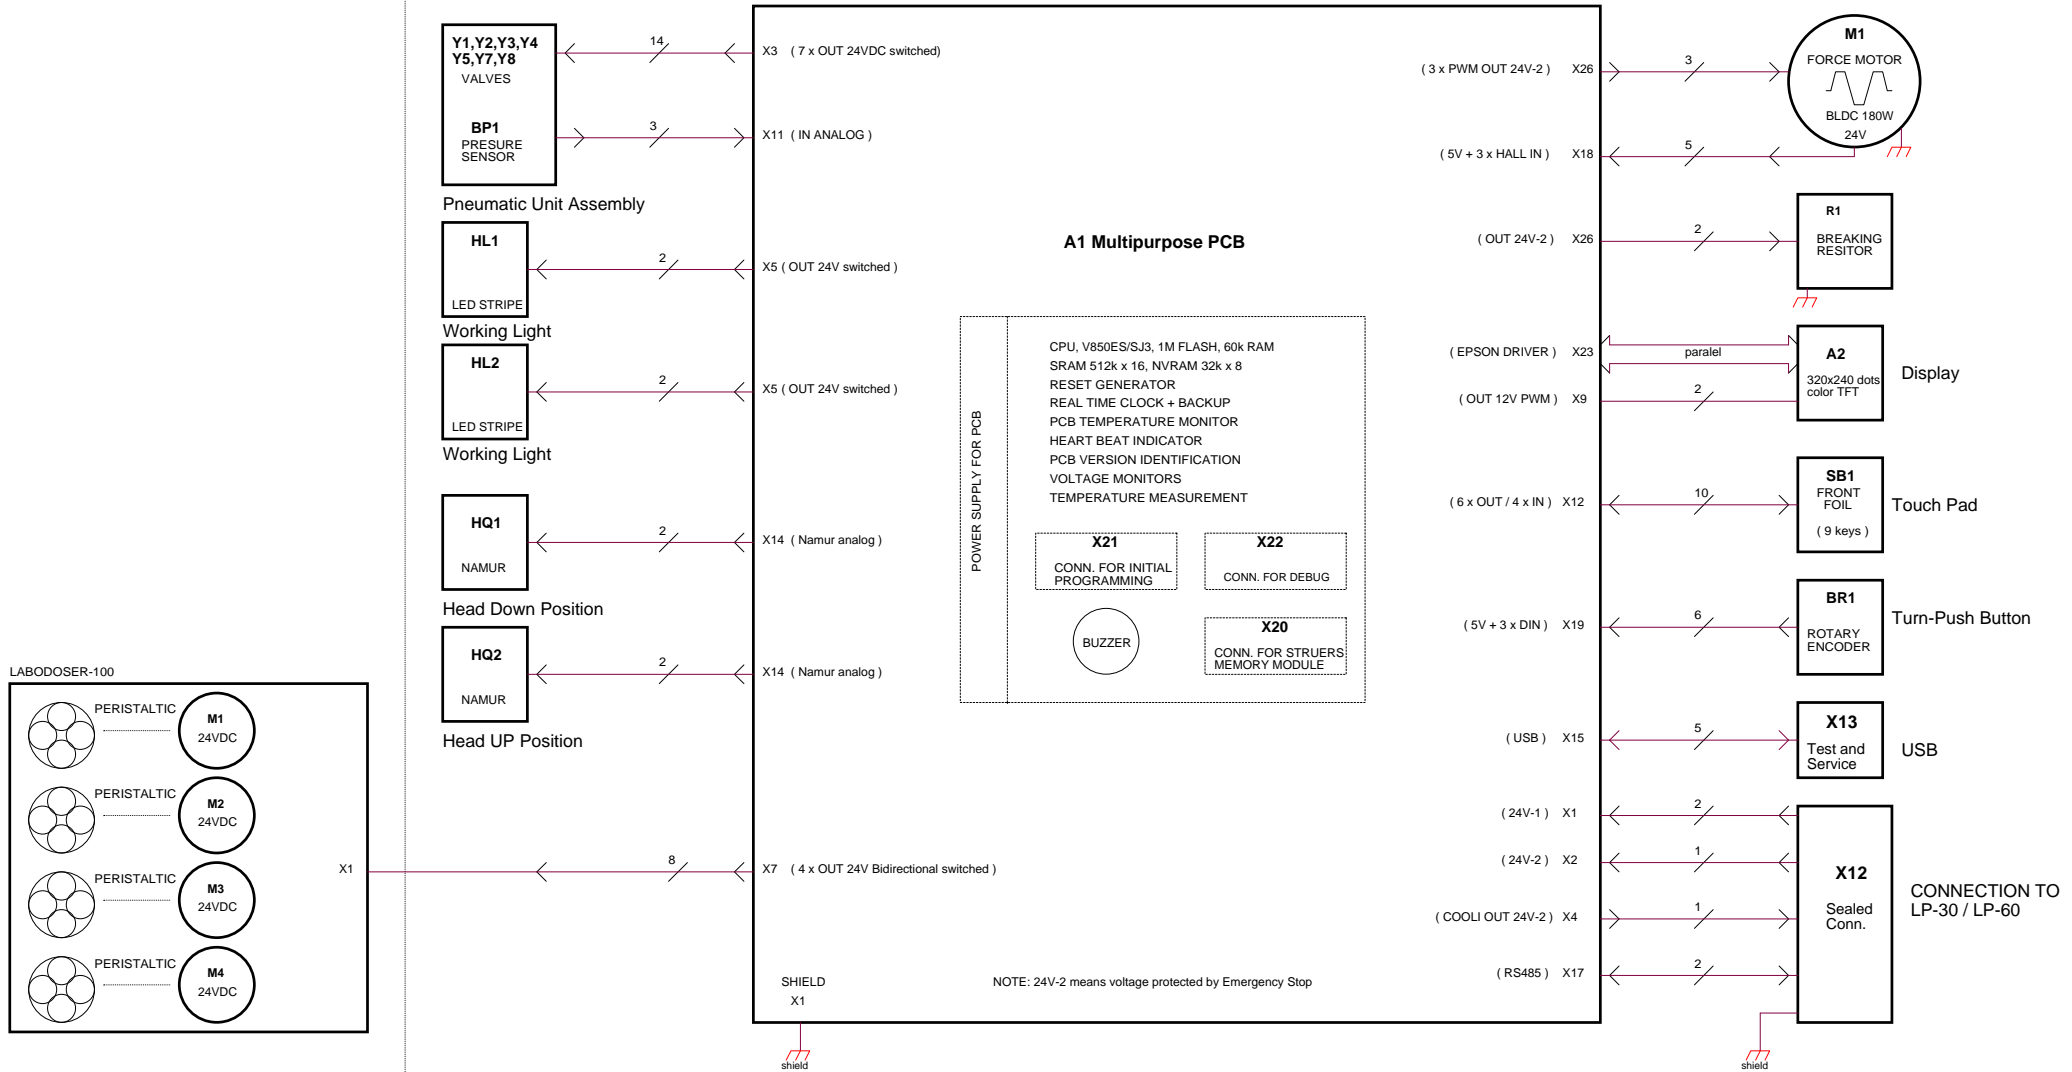 LABODOSER-100
PERISTALTIC
M1
24VDC
PERISTALTIC
M2
24VDC
PERISTALTIC
M3
24VDC
PERISTALTIC
M4
24VDC
X1
Y1,Y2,Y3,Y4
Y5,Y7,Y8
VALVES
BP1
PRESURE
SENSOR
Pneumatic Unit Assembly
HL1
LED STRIPE
Working Light
HL2
LED STRIPE
Working Light
HQ1
NAMUR
Head Down Position
HQ2
NAMUR
Head UP Position
14
3
2
2
2
2
8
X3 ( 7 x OUT 24VDC switched)
X11 ( IN ANALOG )
X5 ( OUT 24V switched )
X5 ( OUT 24V switched )
X14 ( Namur analog )
X14 ( Namur analog )
X7 ( 4 x OUT 24V Bidirectional switched )
SHIELD
X1
shield
A1 Multipurpose PCB
POWER SUPPLY FOR PCB
CPU, V850ES/SJ3, 1M FLASH, 60k RAM
SRAM 512k x 16, NVRAM 32k x 8
RESET GENERATOR
REAL TIME CLOCK + BACKUP
PCB TEMPERATURE MONITOR
HEART BEAT INDICATOR
PCB VERSION IDENTIFICATION
VOLTAGE MONITORS
TEMPERATURE MEASUREMENT
X21
CONN. FOR INITIAL
PROGRAMMING
X22
CONN. FOR DEBUG
BUZZER
X20
CONN. FOR STRUERS
MEMORY MODULE
NOTE: 24V-2 means voltage protected by Emergency Stop
( 3 x PWM OUT 24V-2 ) X26
( 5V + 3 x HALL IN ) X18
( OUT 24V-2 ) X26
( EPSON DRIVER ) X23
( OUT 12V PWM ) X9
( 6 x OUT / 4 x IN ) X12
( 5V + 3 x DIN ) X19
( USB ) X15
( 24V-1 ) X1
( 24V-2 ) X2
( COOLI OUT 24V-2 ) X4
( RS485 ) X17
3
5
2
paralel
2
10
6
5
2
1
1
2
M1
FORCE MOTOR
BLDC 180W
24V
R1
BREAKING
RESITOR
A2
320x240 dots
color TFT
Display
SB1
FRONT
FOIL
( 9 keys )
Touch Pad
BR1
ROTARY
ENCODER
Turn-Push Button
X13
Test and
Service
USB
X12
Sealed
Conn.
CONNECTION TO
LP-30 / LP-60
shield